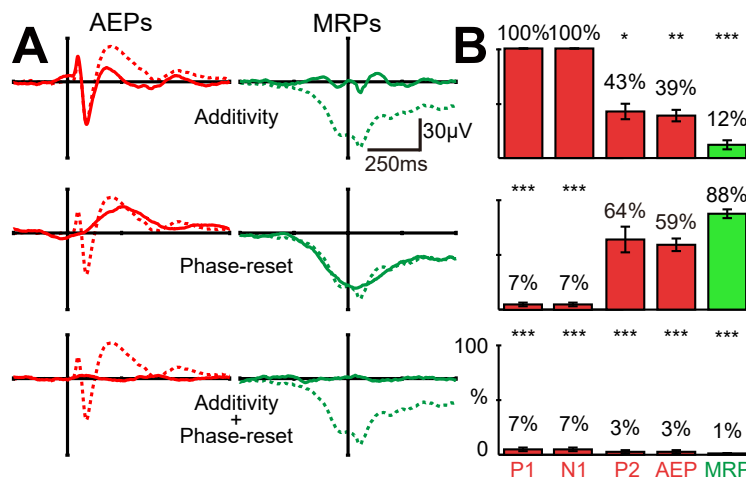 A
AEPs
MRPs
Additivity
30μV
250ms
Phase-reset
Additivity
+
Phase-reset
B
100% 100% * ** ***
43% 39% 12%
*** ***
7% 7% 64% 59% 88%
*** *** *** *** ***
100
%
0
7% 7% 3% 3% 1%
P1 N1 P2 AEP MRP